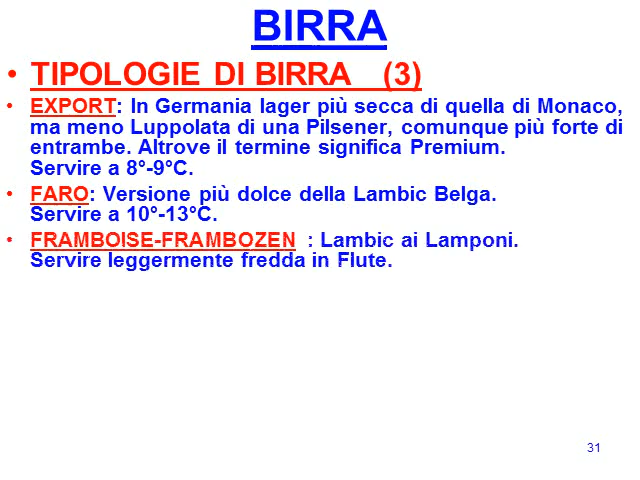 BIRRA
• TIPOLOGIE DI BIRRA (3)
• EXPORT: In Germania lager più secca di quella di Monaco,
ma meno Luppolata di una Pilsener, comunque più forte di
entrambe. Altrove il termine significa Premium.
Servire a 8°-9°C.
• FARO: Versione più dolce della Lambic Belga.
Servire a 10°-13°C.
• FRAMBOISE-FRAMBOZEN : Lambic ai Lamponi.
Servire leggermente fredda in Flute.
31